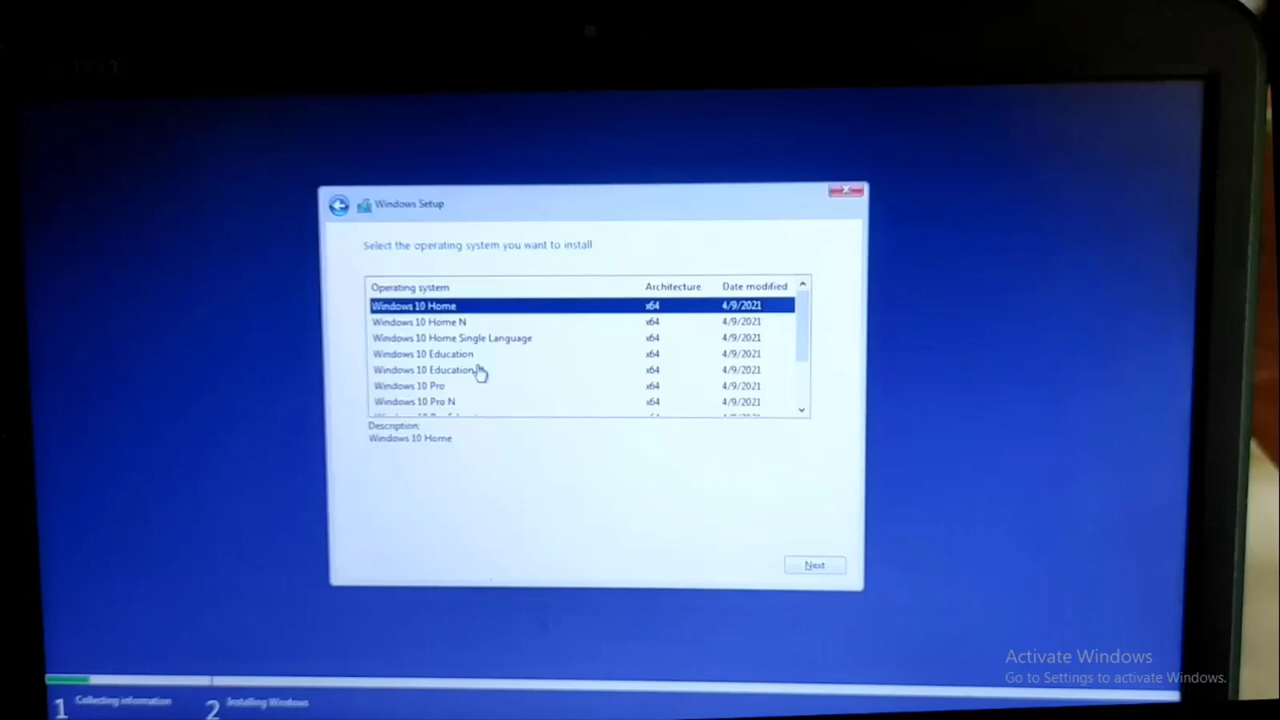 Windows Setup
Select the operating system you want to install
Operating system Architecture Date modified
Windows 10 Home x64 4/9/2021
Windows 10 Home N x64 4/9/2021
Windows 10 Home Single Language x64 4/9/2021
Windows 10 Education x64 4/9/2021
Windows 10 Education x64 4/9/2021
Windows 10 Pro x64 4/9/2021
Windows 10 Pro N x64 4/9/2021
Description:
Windows 10 Home
Next
Activate Windows
Go to Settings to activate Windows.
1 Collecting information 2 Installing Windows